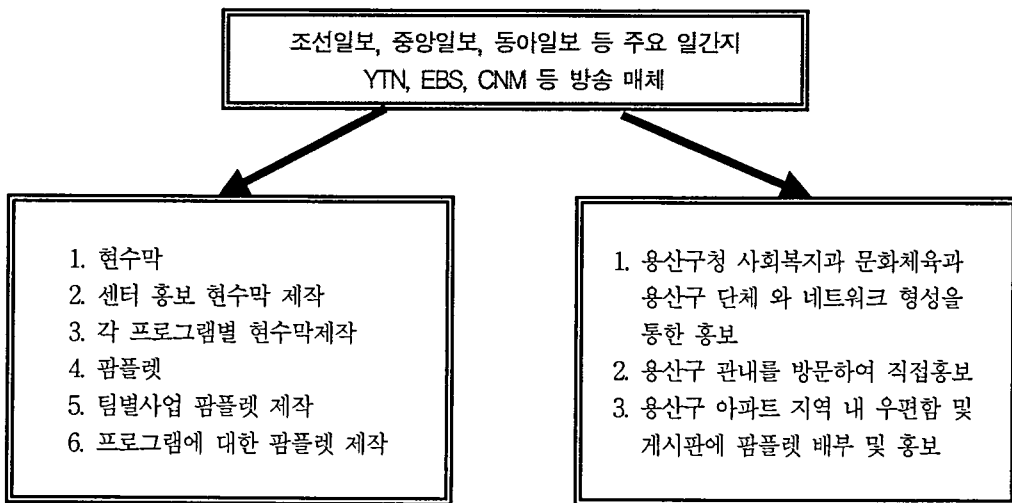 조선일보, 중앙일보, 동아일보 등 주요 일간지
YTN, EBS, CNM 등 방송 매체
1. 현수막
2. 센터 홍보 현수막 제작
3. 각 프로그램별 현수막제작
4. 팜플렛
5. 팀별사업 팜플렛 제작
6. 프로그램에 대한 팜플렛 제작
1. 용산구청 사회복지과 문화체육과
용산구 단체 와 네트워크 형성을
통한 홍보
2. 용산구 관내를 방문하여 직접홍보
3. 용산구 아파트 지역 내 우편함 및
게시판에 팜플렛 배부 및 홍보